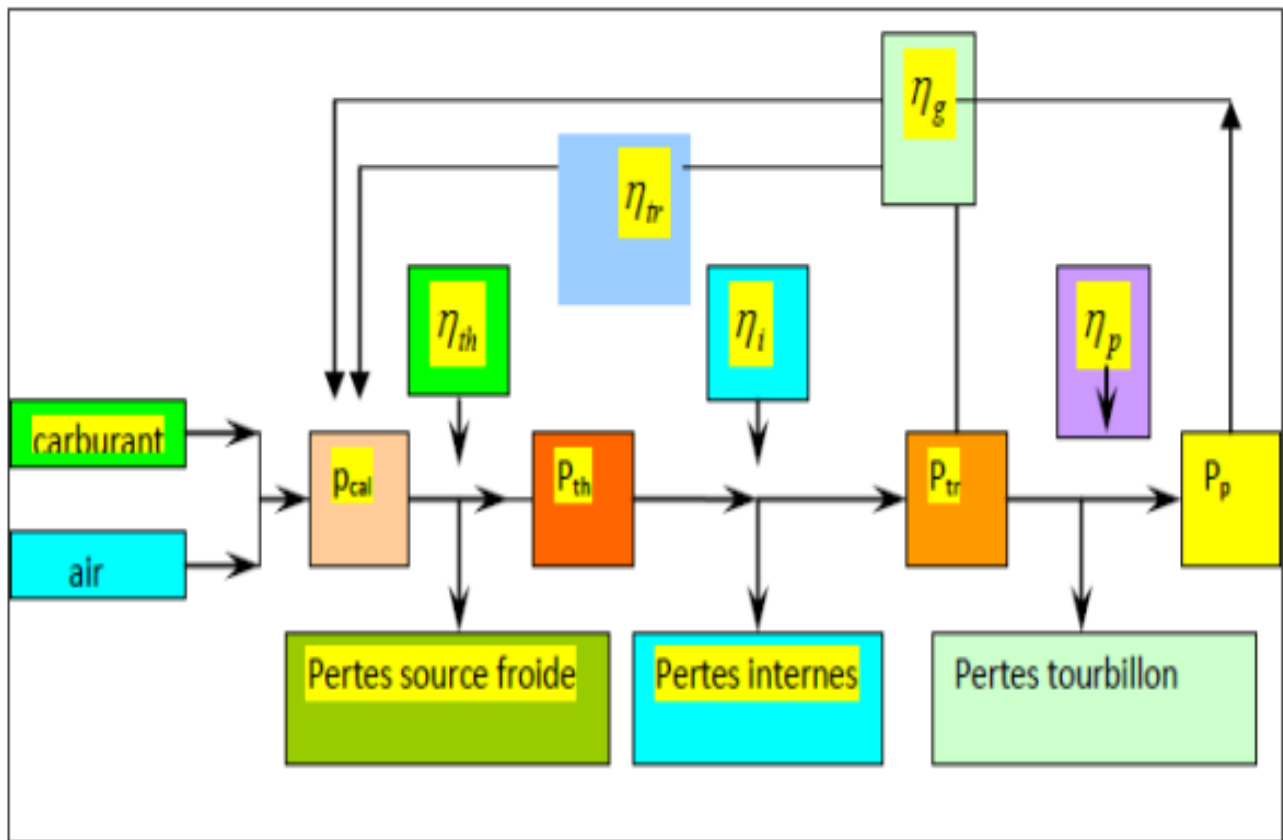 η_g
η_tr
η_th
η_i
η_p
carburant
p_cal
P_th
P_tr
P_p
air
Pertes source froide
Pertes internes
Pertes tourbillon